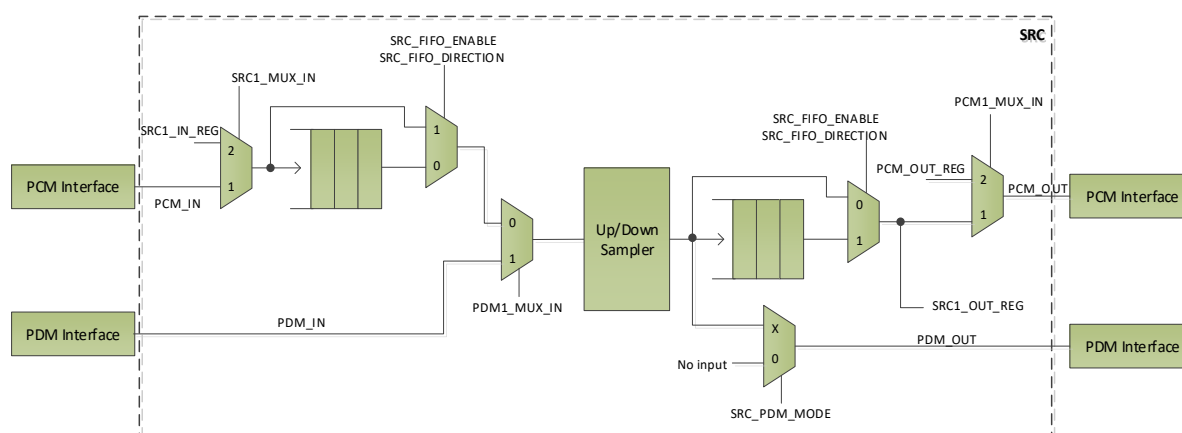 SRC
SRC_FIFO_ENABLE
SRC_FIFO_DIRECTION
SRC1_MUX_IN
SRC1_IN_REG
2
1
PCM Interface
PCM_IN
1
0
0
1
PDM1_MUX_IN
PDM Interface
PDM_IN
Up/Down
Sampler
SRC_FIFO_ENABLE
SRC_FIFO_DIRECTION
0
1
PCM1_MUX_IN
PCM_OUT_REG
2
1
PCM_OUT
PCM Interface
SRC1_OUT_REG
X
0
No input
SRC_PDM_MODE
PDM_OUT
PDM Interface